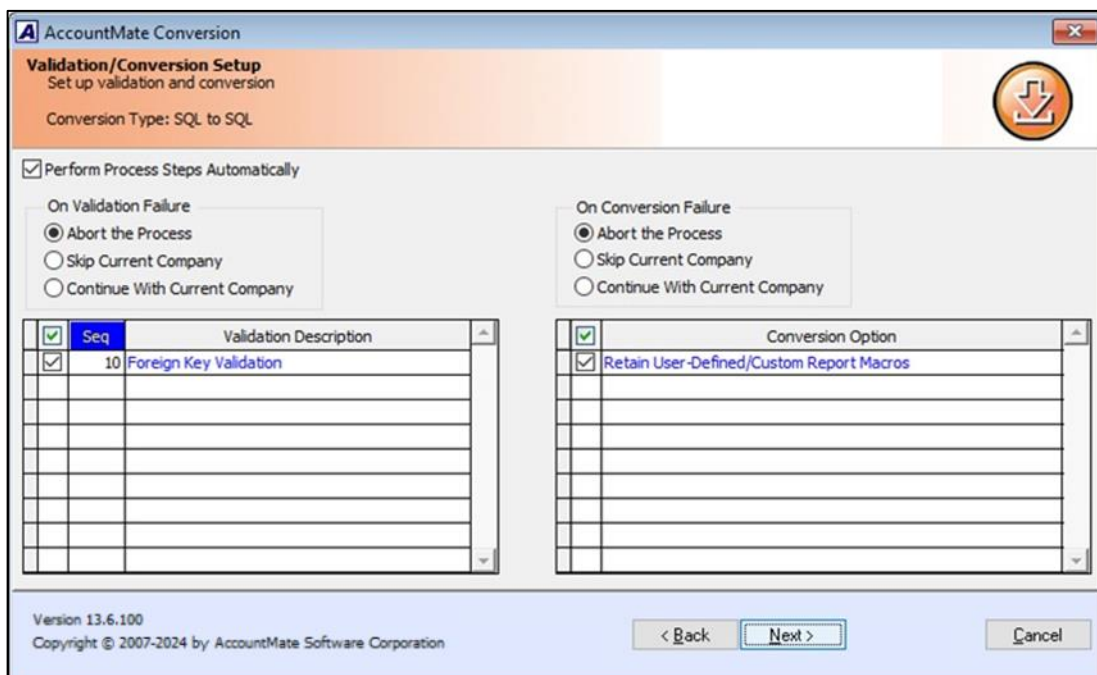 AccountMate Conversion
Validation/Conversion Setup
Set up validation and conversion
Conversion Type: SQL to SQL
Perform Process Steps Automatically
On Validation Failure
Abort the Process
Skip Current Company
Continue With Current Company
On Conversion Failure
Abort the Process
Skip Current Company
Continue With Current Company
Seq Validation Description
10 Foreign Key Validation
Conversion Option
Retain User-Defined/Custom Report Macros
Version 13.6.100
Copyright © 2007-2024 by AccountMate Software Corporation
< Back Next > Cancel